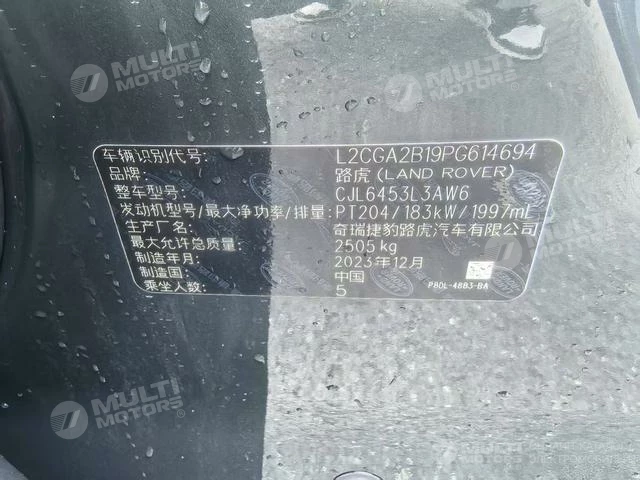 MULTI MOTORS
MULTI MOTORS
车辆识别代号: L2CGA2B19PG614694
品牌: 路虎(LAND ROVER)
整车型号: CJL6453L3AW6
发动机型号/最大净功率/排量: PT204/183kW/1997mL
生产厂名: 奇瑞捷豹路虎汽车有限公司
最大允许总质量: 2505kg
制造年月: 2023年12月
制造国: 中国
乘坐人数: 5
P8DL-4883-BA
MULTI MOTORS
MULTI MOTORS